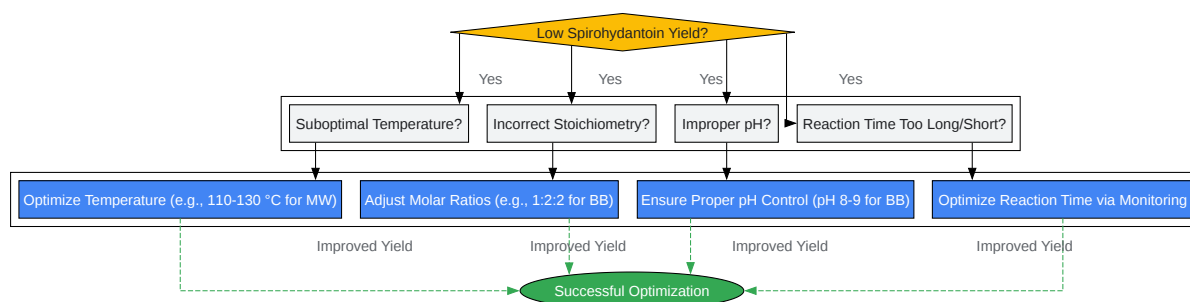 Low Spirohydantoin Yield?
Yes
Yes
Yes
Yes
Suboptimal Temperature?
Incorrect Stoichiometry?
Improper pH?
Reaction Time Too Long/Short?
Optimize Temperature (e.g., 110-130 °C for MW)
Adjust Molar Ratios (e.g., 1:2:2 for BB)
Ensure Proper pH Control (pH 8-9 for BB)
Optimize Reaction Time via Monitoring
Improved Yield
Improved Yield
Improved Yield
Improved Yield
Successful Optimization